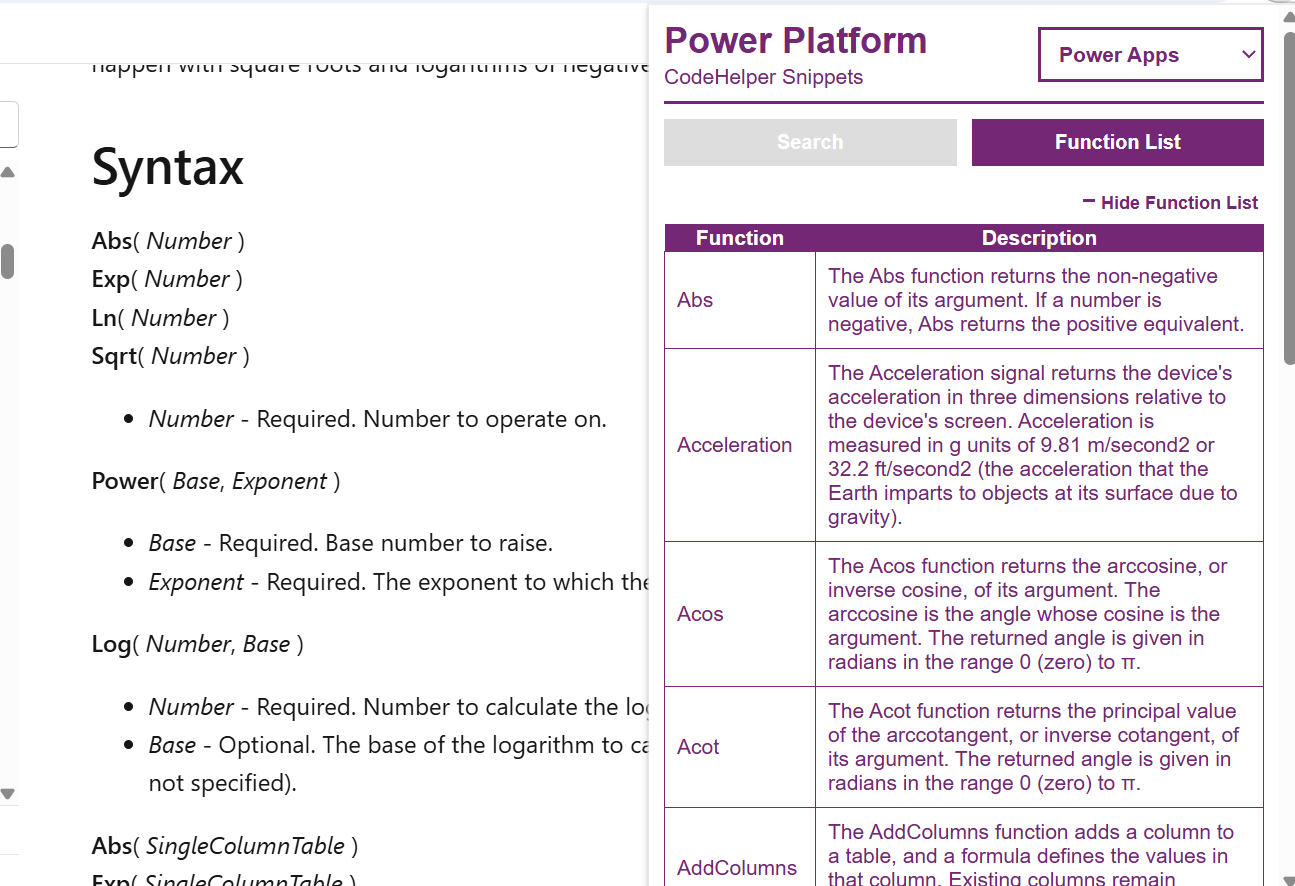 happen with square roots and logarithms of negative
Syntax
Abs( Number )
Exp( Number )
Ln( Number )
Sqrt( Number )
• Number - Required. Number to operate on.
Power( Base, Exponent )
• Base - Required. Base number to raise.
• Exponent - Required. The exponent to which the
Log( Number, Base )
• Number - Required. Number to calculate the
• Base - Optional. The base of the logarithm to
not specified).
Abs( SingleColumnTable )
Exp( SingleColumnTable )
Power Platform
CodeHelper Snippets
Power Apps
Search
Function List
− Hide Function List
Function Description
Abs
The Abs function returns the non-negative
value of its argument. If a number is
negative, Abs returns the positive equivalent.
Acceleration
The Acceleration signal returns the device's
acceleration in three dimensions relative to
the device's screen. Acceleration is
measured in g units of 9.81 m/second2 or
32.2 ft/second2 (the acceleration that the
Earth imparts to objects at its surface due to
gravity).
Acos
The Acos function returns the arccosine, or
inverse cosine, of its argument. The
arccosine is the angle whose cosine is the
argument. The returned angle is given in
radians in the range 0 (zero) to π.
Acot
The Acot function returns the principal value
of the arccotangent, or inverse cotangent, of
its argument. The returned angle is given in
radians in the range 0 (zero) to π.
AddColumns
The AddColumns function adds a column to
a table, and a formula defines the values in
that column. Existing columns remain